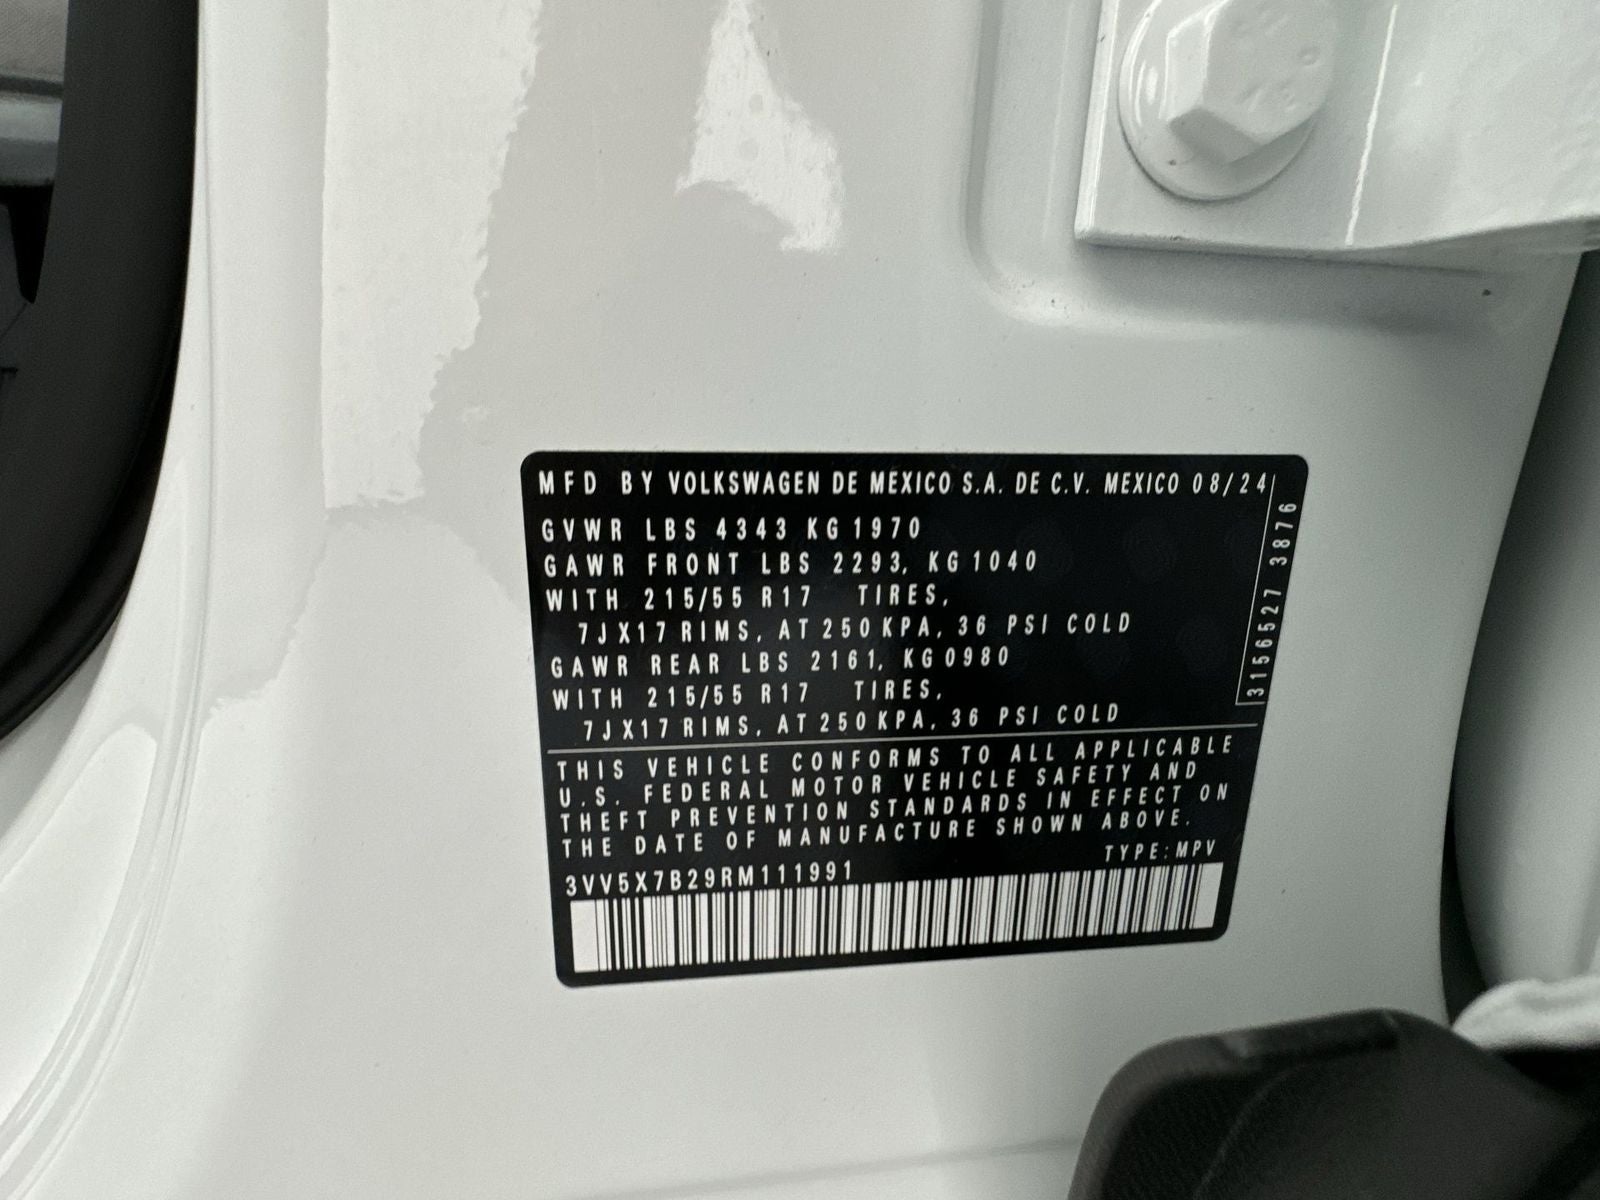 MFD BY VOLKSWAGEN DE MEXICO S.A. DE C.V. MEXICO 08/24
GVWR LBS 4343 KG 1970
GAWR FRONT LBS 2293, KG 1040
WITH 215/55 R17 TIRES,
7JX17 RIMS, AT 250 KPA, 36 PSI COLD
GAWR REAR LBS 2161, KG 0980
WITH 215/55 R17 TIRES,
7JX17 RIMS, AT 250 KPA, 36 PSI COLD
3156527 3876
THIS VEHICLE CONFORMS TO ALL APPLICABLE
U.S. FEDERAL MOTOR VEHICLE SAFETY AND
THEFT PREVENTION STANDARDS IN EFFECT ON
THE DATE OF MANUFACTURE SHOWN ABOVE.
TYPE: MPV
3VV5X7B29RM111991